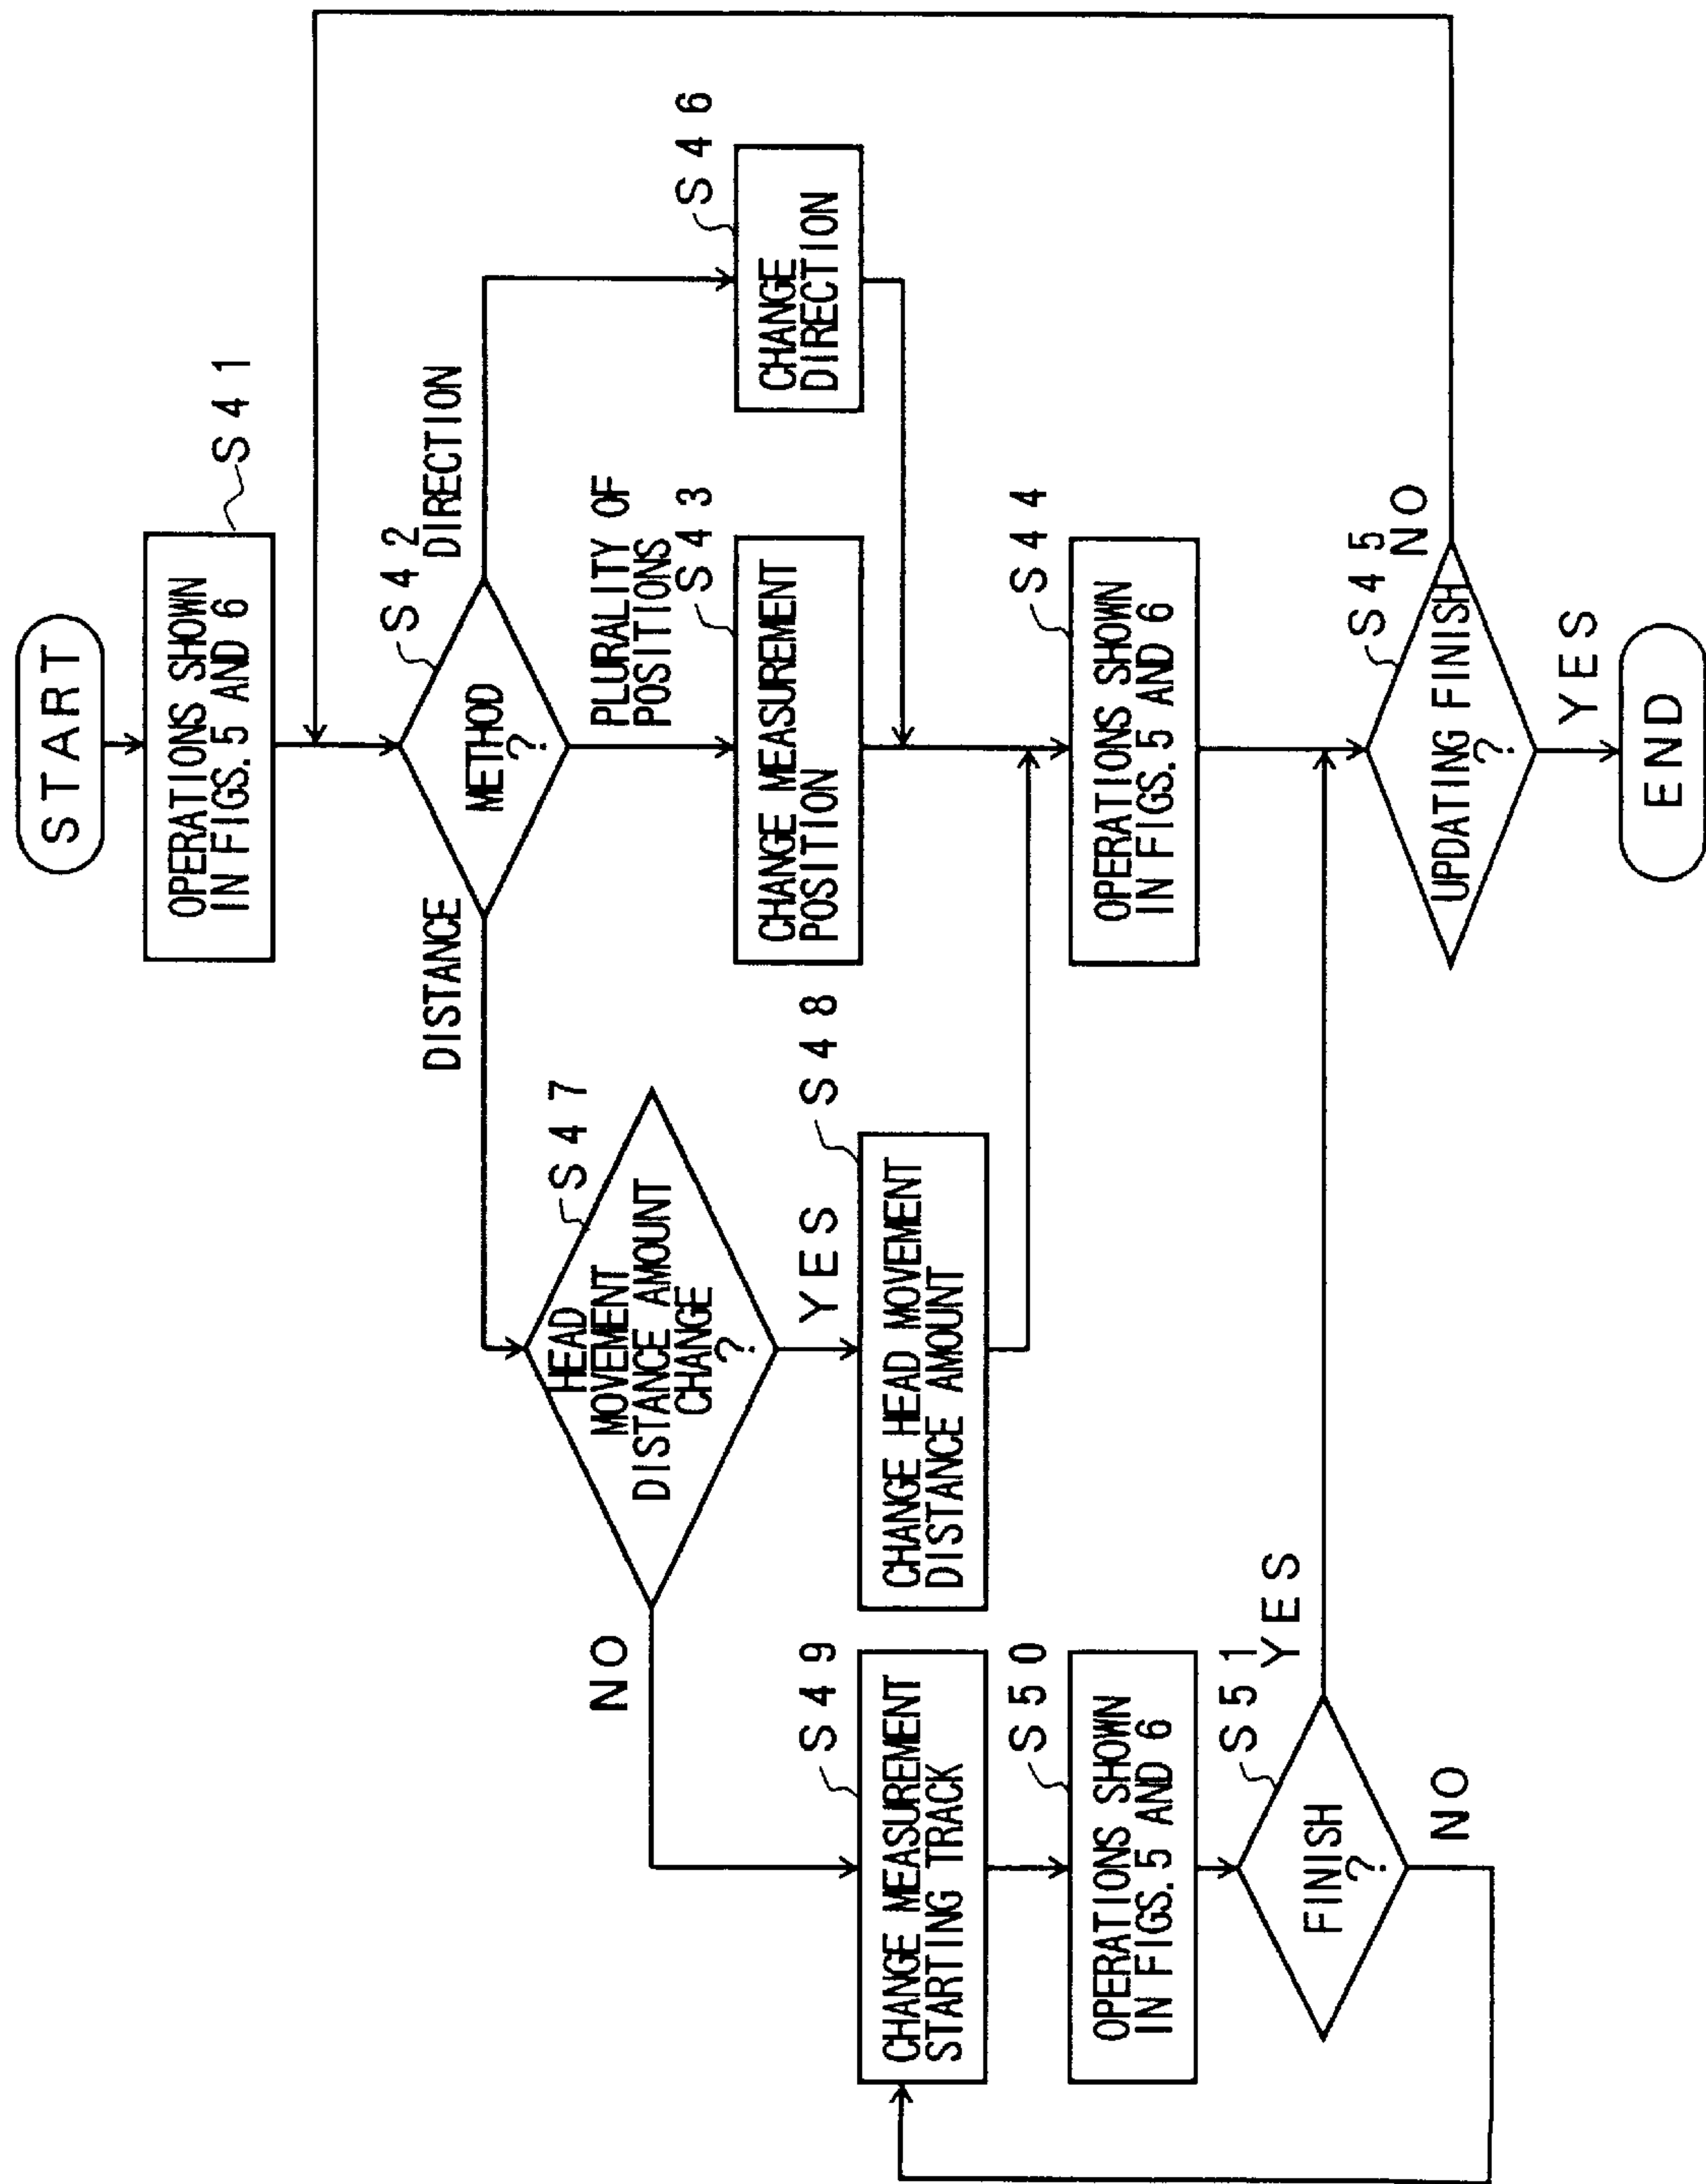 START
OPERATIONS SHOWN
IN FIGS. 5 AND 6
S41
METHOD
?
S42
DIRECTION
DISTANCE
PLURALITY OF
POSITIONS
CHANGE MEASUREMENT
POSITION
S43
CHANGE
DIRECTION
S46
HEAD
MOVEMENT
DISTANCE AMOUNT
CHANGE
?
S47
YES
NO
CHANGE HEAD MOVEMENT
DISTANCE AMOUNT
S48
CHANGE MEASUREMENT
STARTING TRACK
S49
OPERATIONS SHOWN
IN FIGS. 5 AND 6
S50
FINISH
?
S51
YES
NO
OPERATIONS SHOWN
IN FIGS. 5 AND 6
S44
UPDATING FINISH
?
S45
NO
YES
END